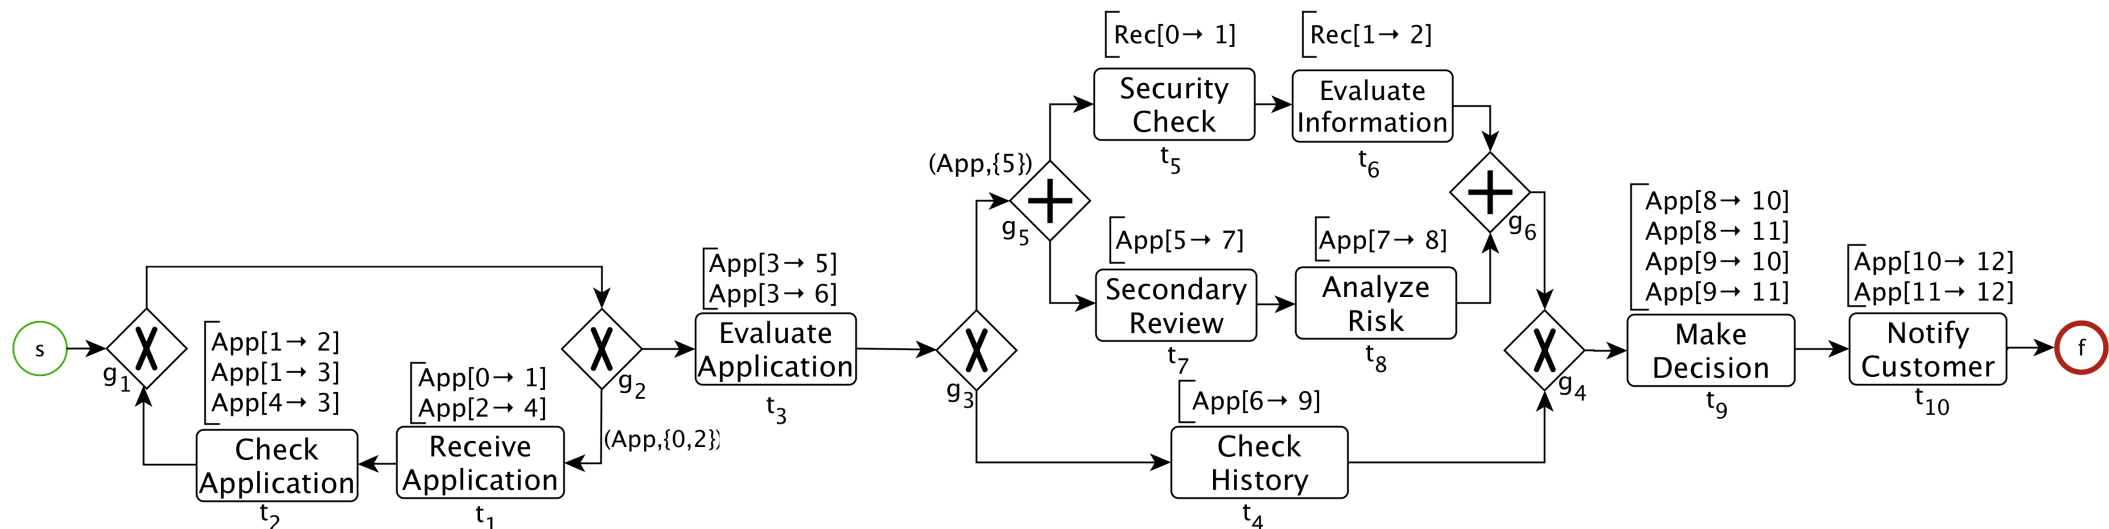 s
g1
App[1→ 2]
App[1→ 3]
App[4→ 3]
Check
Application
t2
App[0→ 1]
App[2→ 4]
Receive
Application
t1
g2
(App,{0,2})
App[3→ 5]
App[3→ 6]
Evaluate
Application
t3
g3
(App,{5})
g5
Rec[0→ 1]
Security
Check
t5
Rec[1→ 2]
Evaluate
Information
t6
App[5→ 7]
Secondary
Review
t7
App[7→ 8]
Analyze
Risk
t8
g6
App[6→ 9]
Check
History
t4
g4
App[8→ 10]
App[8→ 11]
App[9→ 10]
App[9→ 11]
Make
Decision
t9
App[10→ 12]
App[11→ 12]
Notify
Customer
t10
f